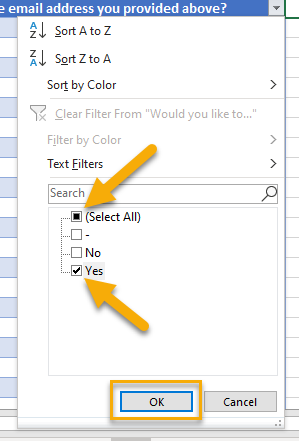 e email address you provided above?
Sort A to Z
Sort Z to A
Sort by Color
Clear Filter From "Would you like to..."
Filter by Color
Text Filters
Search
(Select All)
-
No
Yes
OK Cancel